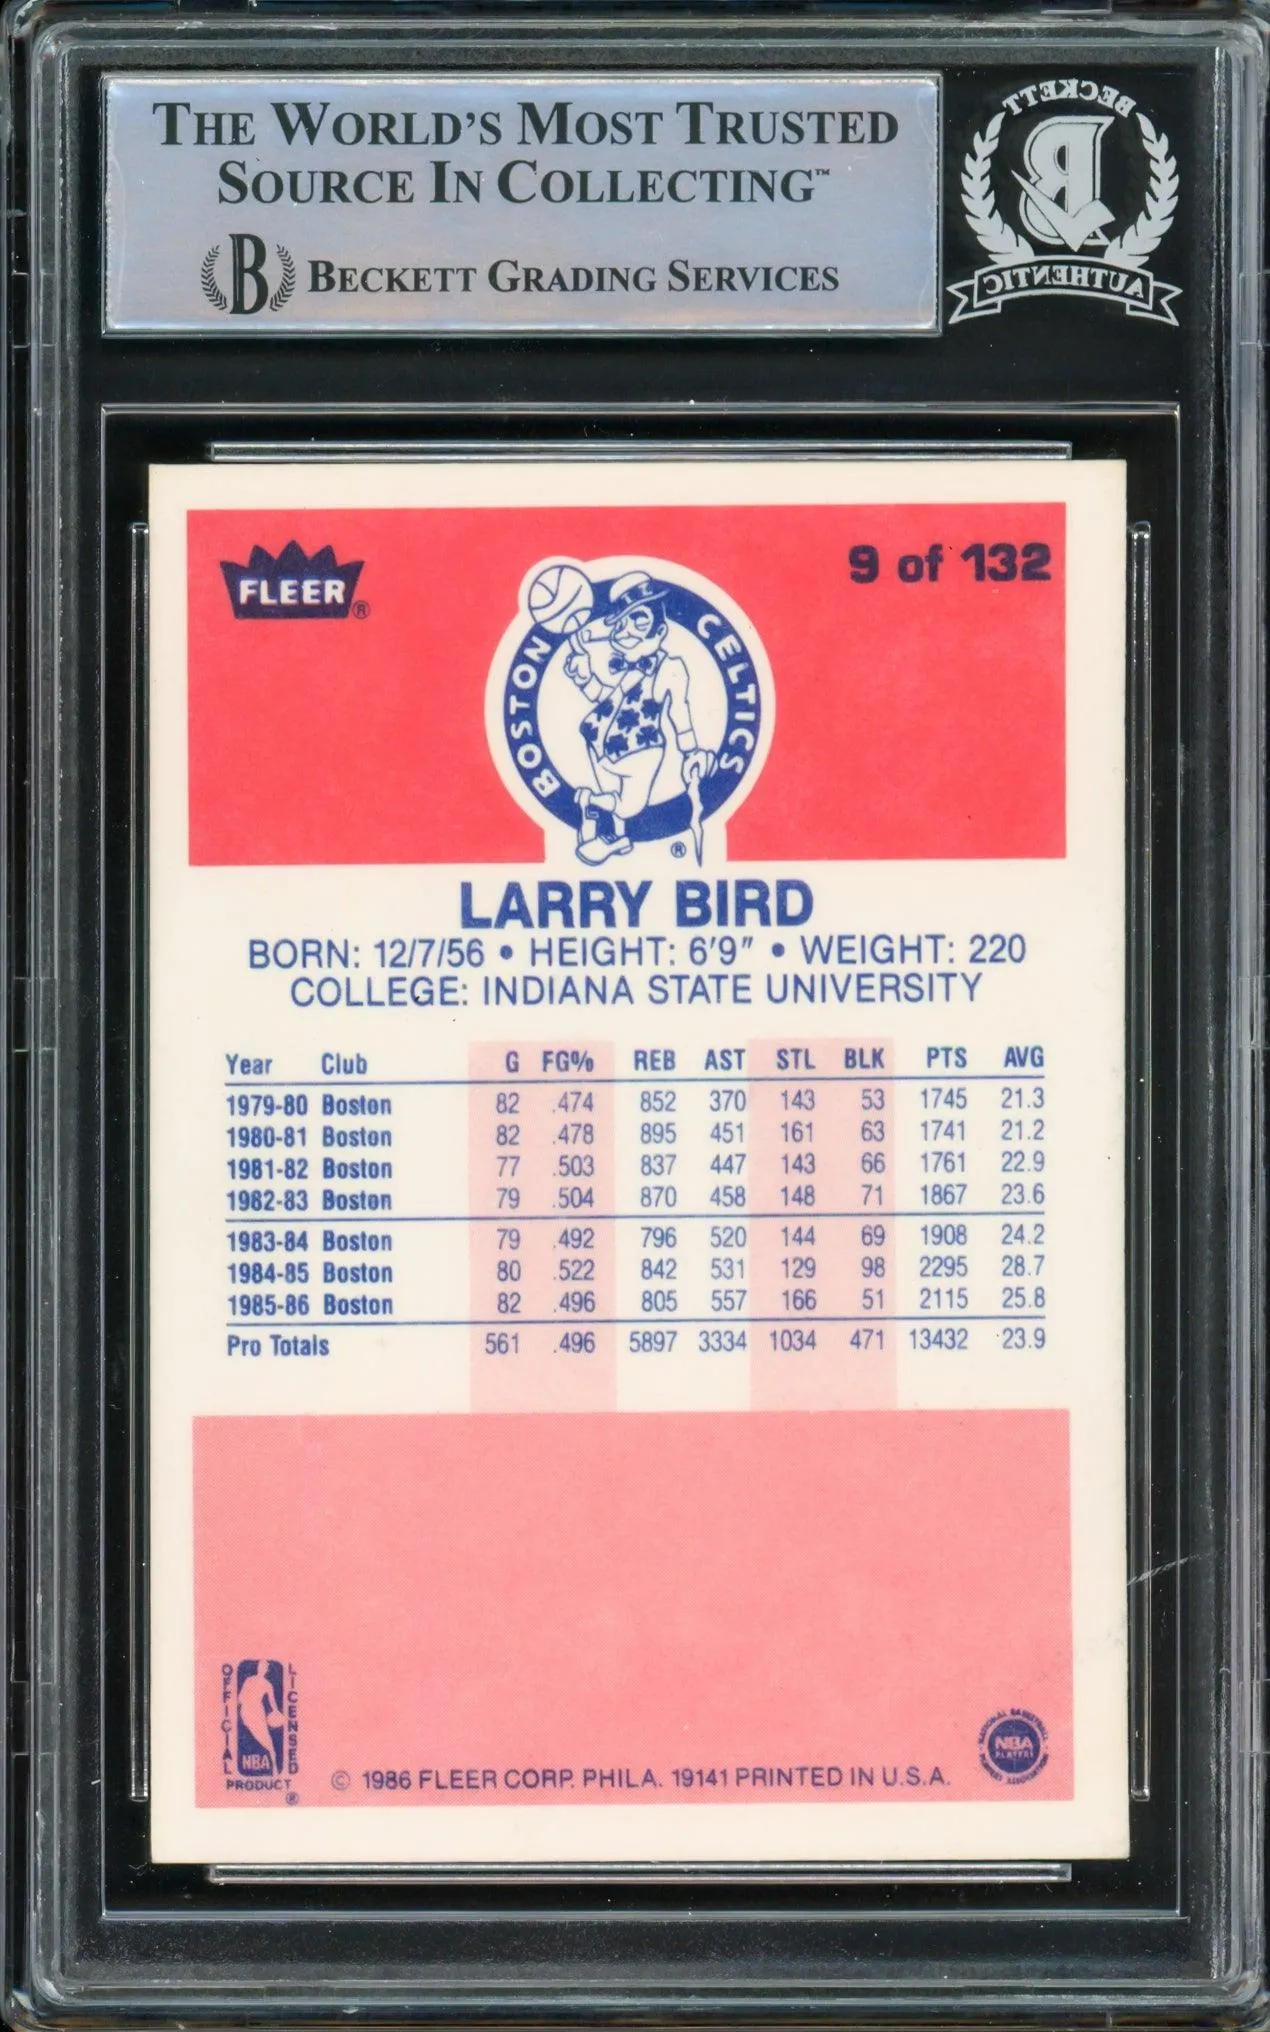 THE WORLD'S MOST TRUSTED
SOURCE IN COLLECTING™
B BECKETT GRADING SERVICES
BECKETT
B
AUTHENTIC
FLEER®
9 of 132
BOSTON CELTICS
®
LARRY BIRD
BORN: 12/7/56 • HEIGHT: 6'9" • WEIGHT: 220
COLLEGE: INDIANA STATE UNIVERSITY
Year Club G FG% REB AST STL BLK PTS AVG
1979-80 Boston 82 .474 852 370 143 53 1745 21.3
1980-81 Boston 82 .478 895 451 161 63 1741 21.2
1981-82 Boston 77 .503 837 447 143 66 1761 22.9
1982-83 Boston 79 .504 870 458 148 71 1867 23.6
1983-84 Boston 79 .492 796 520 144 69 1908 24.2
1984-85 Boston 80 .522 842 531 129 98 2295 28.7
1985-86 Boston 82 .496 805 557 166 51 2115 25.8
Pro Totals 561 .496 5897 3334 1034 471 13432 23.9
OFFICIAL LICENSED
NBA
PRODUCT
®
© 1986 FLEER CORP. PHILA. 19141 PRINTED IN U.S.A.
NATIONAL BASKETBALL
NBA
PLAYERS
PLAYERS ASSOCIATION